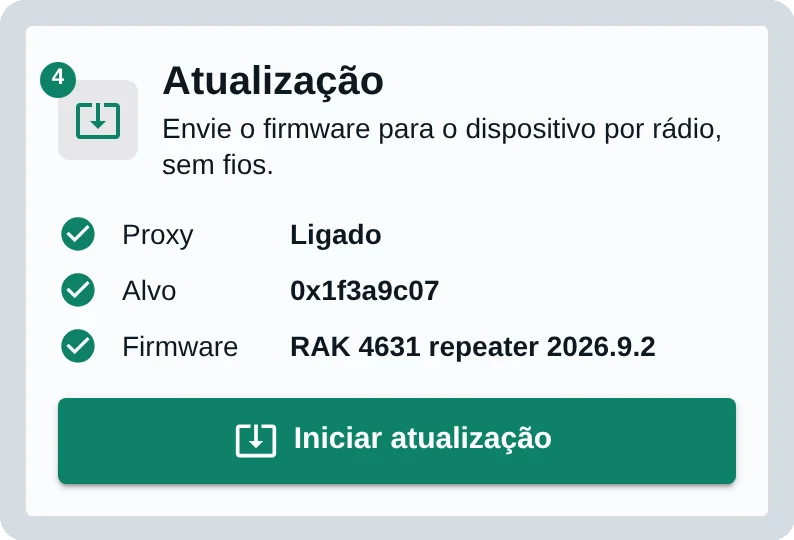 4
Atualização
Envie o firmware para o dispositivo por rádio,
sem fios.
Proxy Ligado
Alvo 0x1f3a9c07
Firmware RAK 4631 repeater 2026.9.2
Iniciar atualização